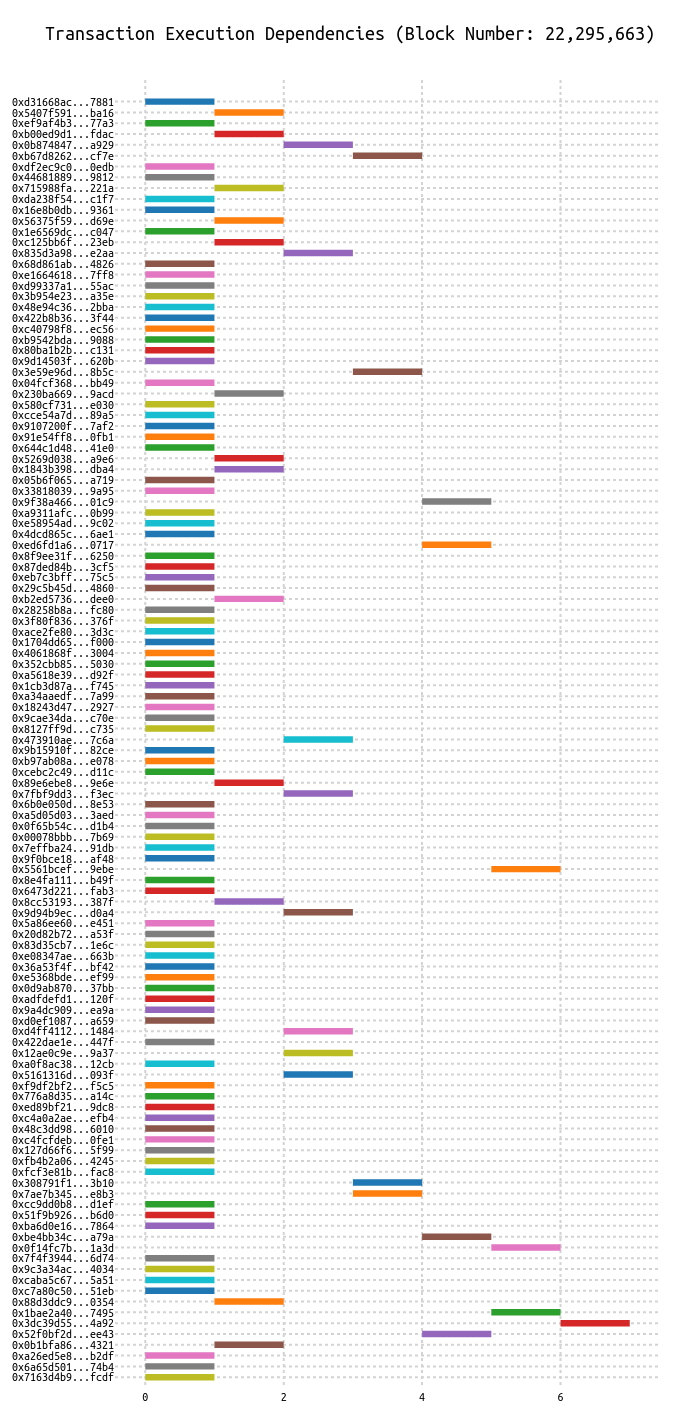 Transaction Execution Dependencies (Block Number: 22,295,663)
0xd31668ac...7881
0x5407f591...ba16
0xef9af4b3...77a3
0xb00ed9d1...fdac
0x0b874847...a929
0xb67d8262...cf7e
0xdf2ec9c0...0edb
0x44681889...9812
0x715988fa...221a
0xda238f54...c1f7
0x16e8b0db...9361
0x56375f59...d69e
0x1e6569dc...c047
0xc125bb6f...23eb
0x835d3a98...e2aa
0x68d861ab...4826
0xe1664618...7ff8
0xd99337a1...55ac
0x3b954e23...a35e
0x48e94c36...2bba
0x422b8b36...3f44
0xc40798f8...ec56
0xb9542bda...9088
0x80ba1b2b...c131
0x9d14503f...620b
0x3e59e96d...8b5c
0x04fcf368...bb49
0x230ba669...9acd
0x580cf731...e030
0xcce54a7d...89a5
0x9107200f...7af2
0x91e54ff8...0fb1
0x644c1d48...41e0
0x5269d038...a9e6
0x1843b398...dba4
0x05b6f065...a719
0x33818039...9a95
0x9f38a466...01c9
0xa9311afc...0b99
0xe58954ad...9c02
0x4dcd865c...6ae1
0xed6fd1a6...0717
0x8f9ee31f...6250
0x87ded84b...3cf5
0xeb7c3bff...75c5
0x29c5b45d...4860
0xb2ed5736...dee0
0x28258b8a...fc80
0x3f80f836...376f
0xace2fe80...3d3c
0x1704dd65...f000
0x4061868f...3004
0x352cbb85...5030
0xa5618e39...d92f
0x1cb3d87a...f745
0xa34aaedf...7a99
0x18243d47...2927
0x9cae34da...c70e
0x8127ff9d...c735
0x473910ae...7c6a
0x9b15910f...82ce
0xb97ab08a...e078
0xcebc2c49...d11c
0x89e6ebe8...9e6e
0x7fbf9dd3...f3ec
0x6b0e050d...8e53
0xa5d05d03...3aed
0x0f65b54c...d1b4
0x00078bbb...7b69
0x7effba24...91db
0x9f0bce18...af48
0x5561bcef...9ebe
0x8e4fa111...b49f
0x6473d221...fab3
0x8cc53193...387f
0x9d94b9ec...d0a4
0x5a86ee60...e451
0x20d82b72...a53f
0x83d35cb7...1e6c
0xe08347ae...663b
0x36a53f4f...bf42
0xe5368bde...ef99
0x0d9ab870...37bb
0xadfdefd1...120f
0x9a4dc909...ea9a
0xd0ef1087...a659
0xd4ff4112...1484
0x422dae1e...447f
0x12ae0c9e...9a37
0xa0f8ac38...12cb
0x5161316d...093f
0xf9df2bf2...f5c5
0x776a8d35...a14c
0xed89bf21...9dc8
0xc4a0a2ae...efb4
0x48c3dd98...6010
0xc4fcfdeb...0fe1
0x127d66f6...5f99
0xfb4b2a06...4245
0xfcf3e81b...fac8
0x308791f1...3b10
0x7ae7b345...e8b3
0xcc9dd0b8...d1ef
0x51f9b926...b6d0
0xba6d0e16...7864
0xbe4bb34c...a79a
0x0f14fc7b...1a3d
0x7f4f3944...6d74
0x9c3a34ac...4034
0xcaba5c67...5a51
0xc7a80c50...51eb
0x88d3ddc9...0354
0x1bae2a40...7495
0x3dc39d55...4a92
0x52f0bf2d...ee43
0x0b1bfa86...4321
0xa26ed5e8...b2df
0x6a65d501...74b4
0x7163d4b9...fcdf
0 2 4 6